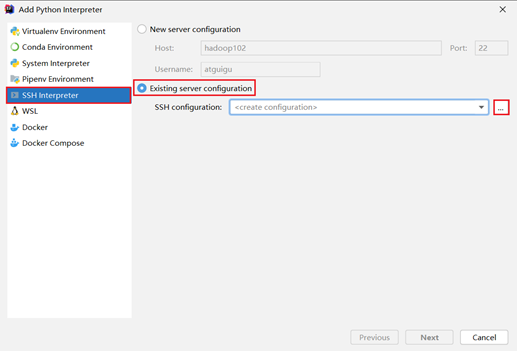 Add Python Interpreter
Virtualenv Environment
Conda Environment
System Interpreter
Pipenv Environment
SSH Interpreter
WSL
Docker
Docker Compose
New server configuration
Host: hadoop102 Port: 22
Username: atguigu
Existing server configuration
SSH configuration: <create configuration> ...
Previous Next Cancel